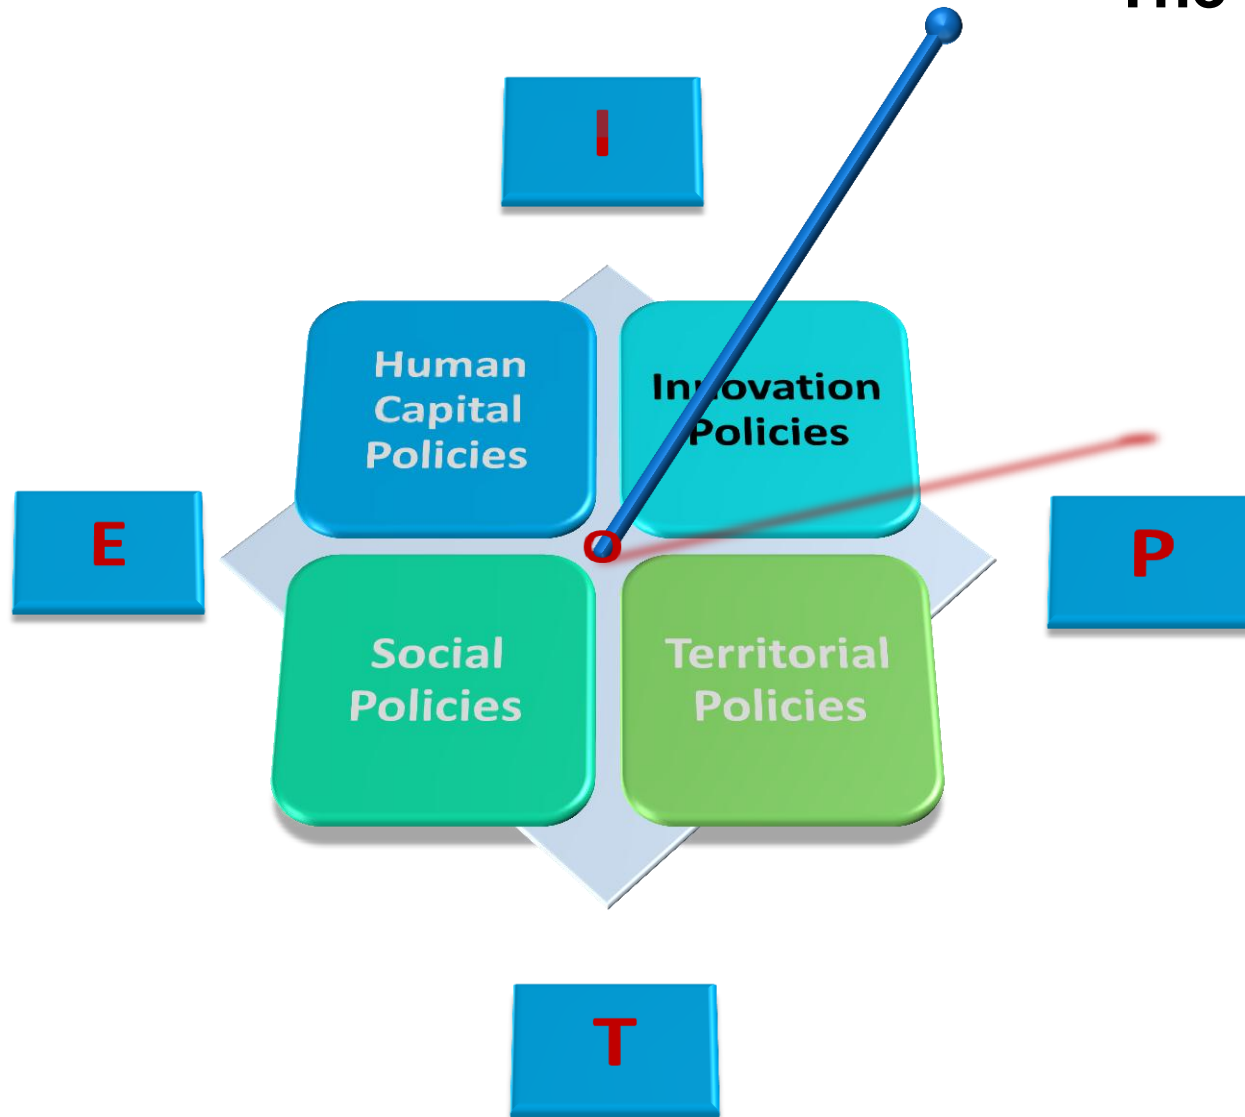 I
Human
Capital
Policies
Innovation
Policies
E
O
P
Social
Policies
Territorial
Policies
T